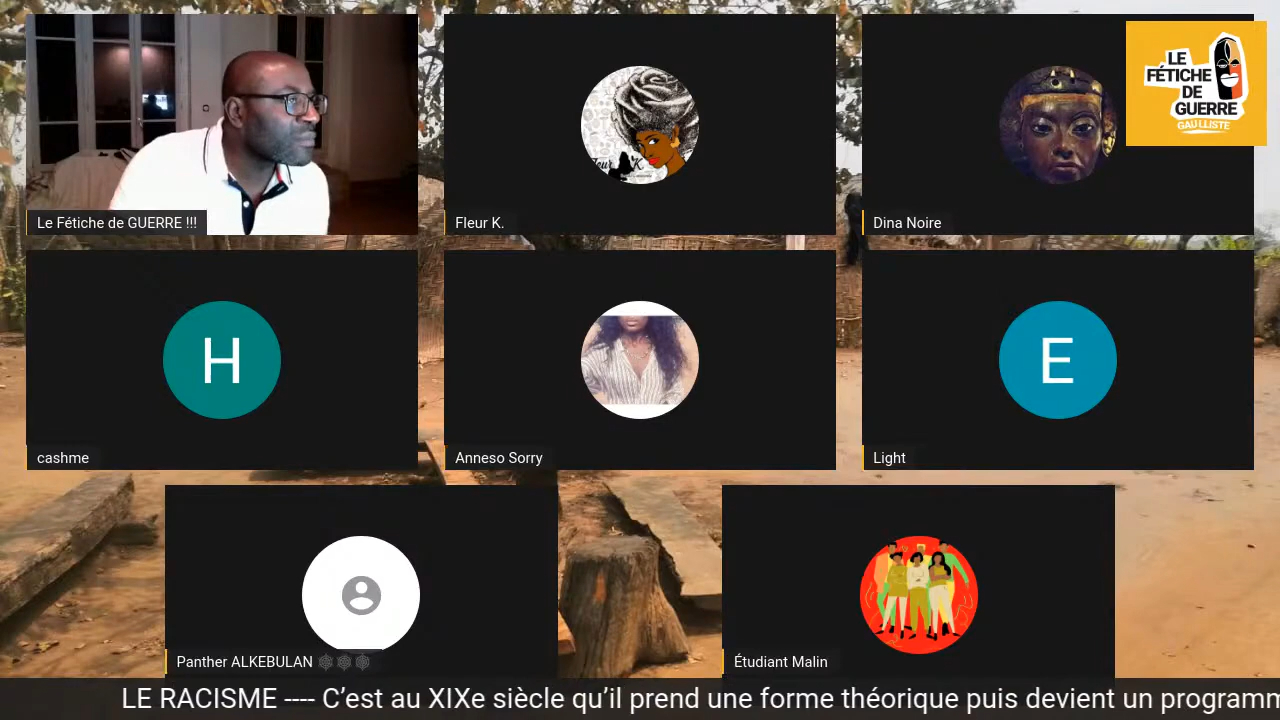 LE
FÉTICHE
DE
GUERRE
GAULLISTE
Le Fétiche de GUERRE !!!
Fleur K.
Dina Noire
H
E
cashme
Anneso Sorry
Light
Panther ALKEBULAN 🕸🕸🕸
Étudiant Malin
LE RACISME ---- C’est au XIXe siècle qu’il prend une forme théorique puis devient un programm